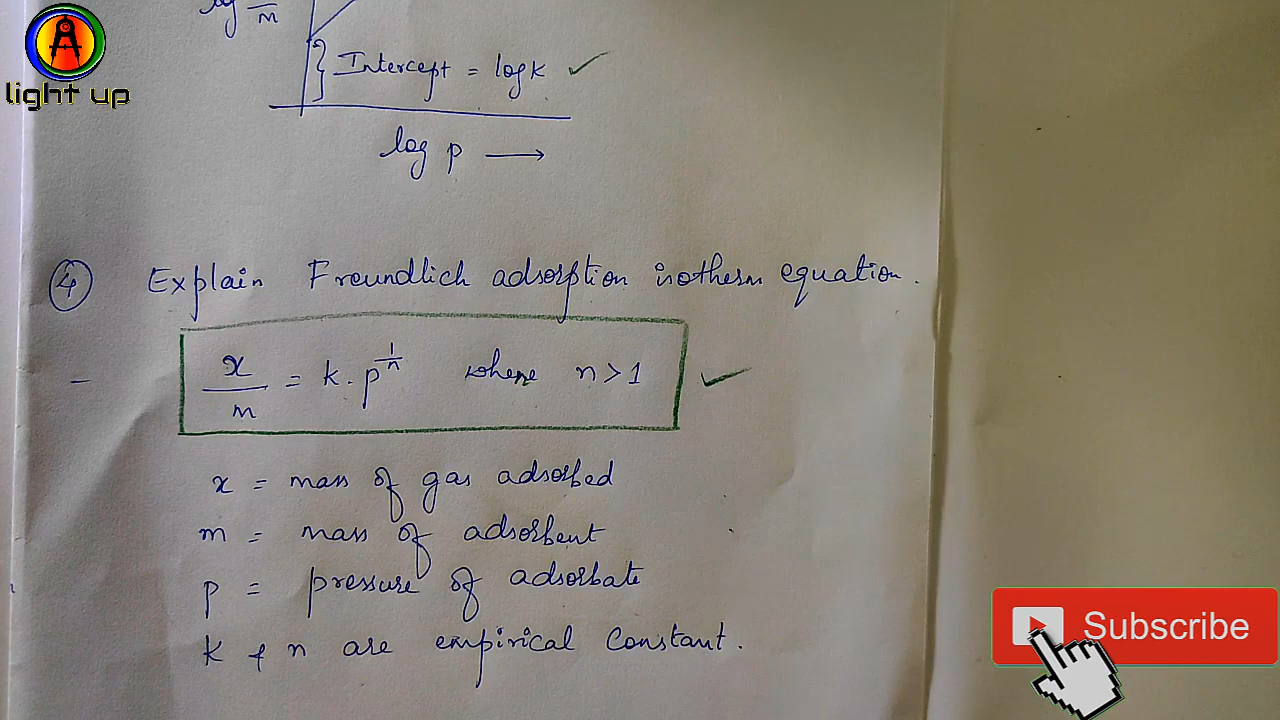 light up
log x/m
Intercept = log k ✓
log p ⟶
④ Explain Freundlich adsorption isotherm equation.
– x/m = k . p^(1/n) where n > 1 ✓
x = mass of gas adsorbed
m = mass of adsorbent
p = pressure of adsorbate
k & n are empirical constant.
Subscribe